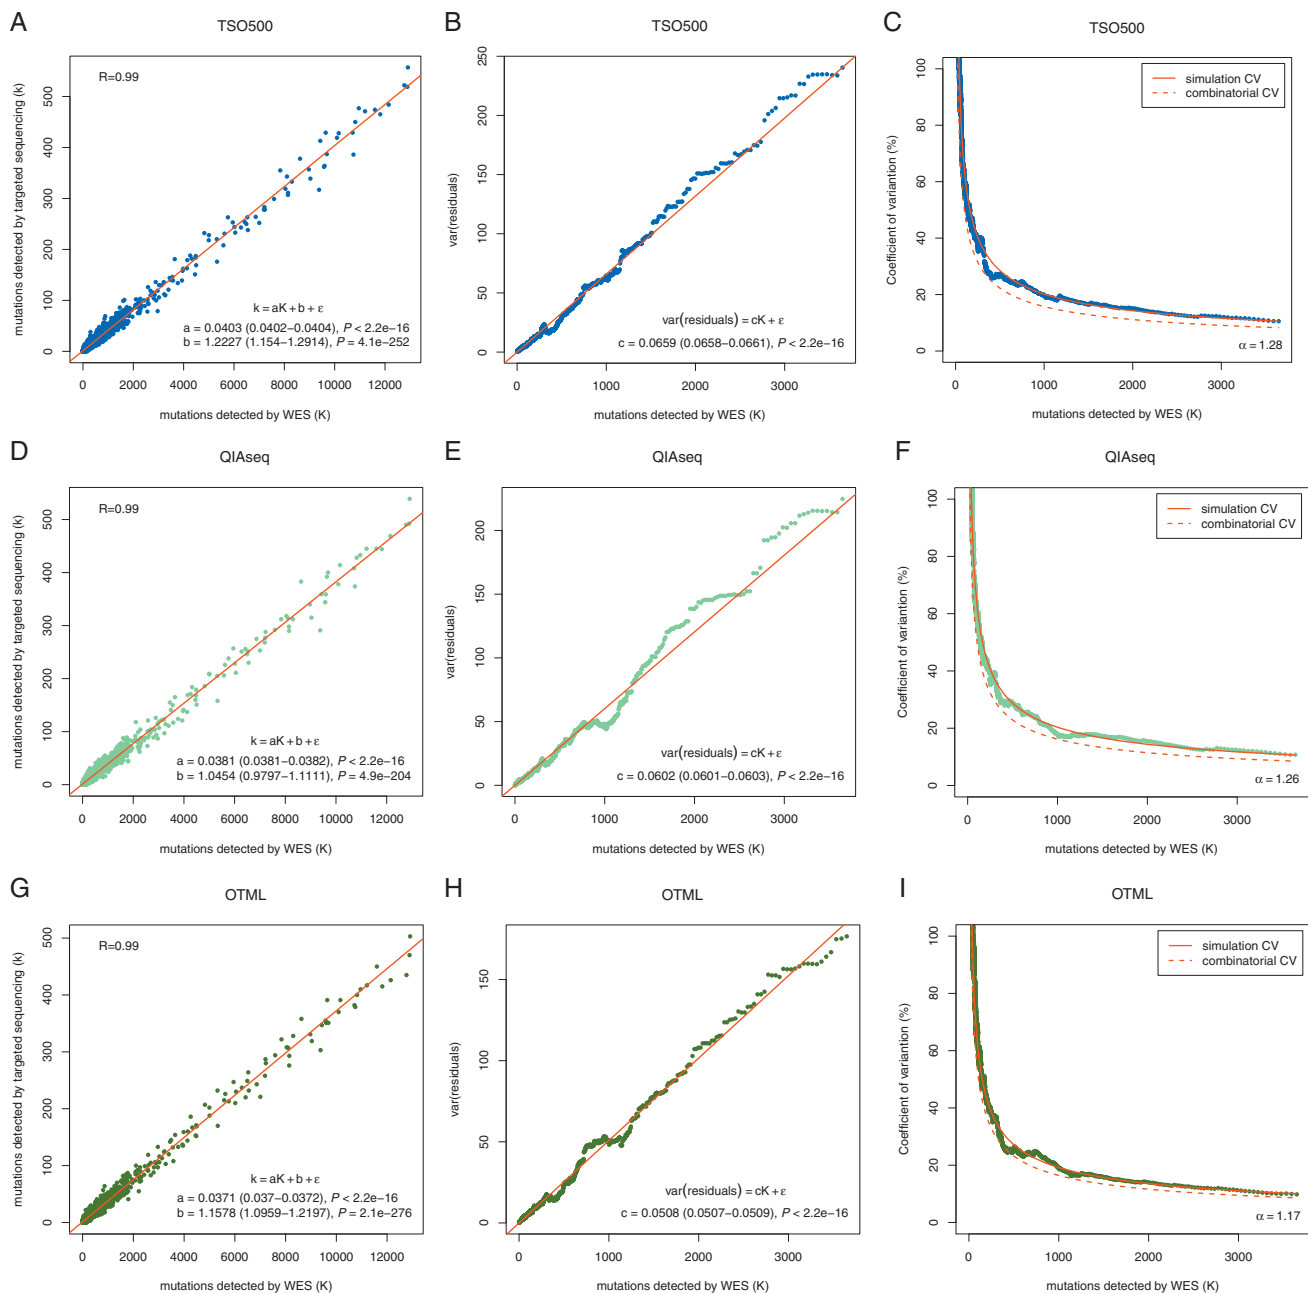 A
TSO500
mutations detected by targeted sequencing (k)
500
400
300
200
100
0
R=0.99
k = aK + b + ε
a = 0.0403 (0.0402–0.0404), P < 2.2e−16
b = 1.2227 (1.154–1.2914), P = 4.1e−252
0 2000 4000 6000 8000 10000 12000
mutations detected by WES (K)
B
TSO500
var(residuals)
250
200
150
100
50
0
var(residuals) = cK + ε
c = 0.0659 (0.0658–0.0661), P < 2.2e−16
0 1000 2000 3000
mutations detected by WES (K)
C
TSO500
Coefficient of variantion (%)
100
80
60
40
20
0
simulation CV
combinatorial CV
α = 1.28
0 1000 2000 3000
mutations detected by WES (K)
D
QIAseq
mutations detected by targeted sequencing (k)
500
400
300
200
100
0
R=0.99
k = aK + b + ε
a = 0.0381 (0.0381–0.0382), P < 2.2e−16
b = 1.0454 (0.9797–1.1111), P = 4.9e−204
0 2000 4000 6000 8000 10000 12000
mutations detected by WES (K)
E
QIAseq
var(residuals)
200
150
100
50
0
var(residuals) = cK + ε
c = 0.0602 (0.0601–0.0603), P < 2.2e−16
0 1000 2000 3000
mutations detected by WES (K)
F
QIAseq
Coefficient of variantion (%)
100
80
60
40
20
0
simulation CV
combinatorial CV
α = 1.26
0 1000 2000 3000
mutations detected by WES (K)
G
OTML
mutations detected by targeted sequencing (k)
500
400
300
200
100
0
R=0.99
k = aK + b + ε
a = 0.0371 (0.037–0.0372), P < 2.2e−16
b = 1.1578 (1.0959–1.2197), P = 2.1e−276
0 2000 4000 6000 8000 10000 12000
mutations detected by WES (K)
H
OTML
var(residuals)
150
100
50
0
var(residuals) = cK + ε
c = 0.0508 (0.0507–0.0509), P < 2.2e−16
0 1000 2000 3000
mutations detected by WES (K)
I
OTML
Coefficient of variantion (%)
100
80
60
40
20
0
simulation CV
combinatorial CV
α = 1.17
0 1000 2000 3000
mutations detected by WES (K)